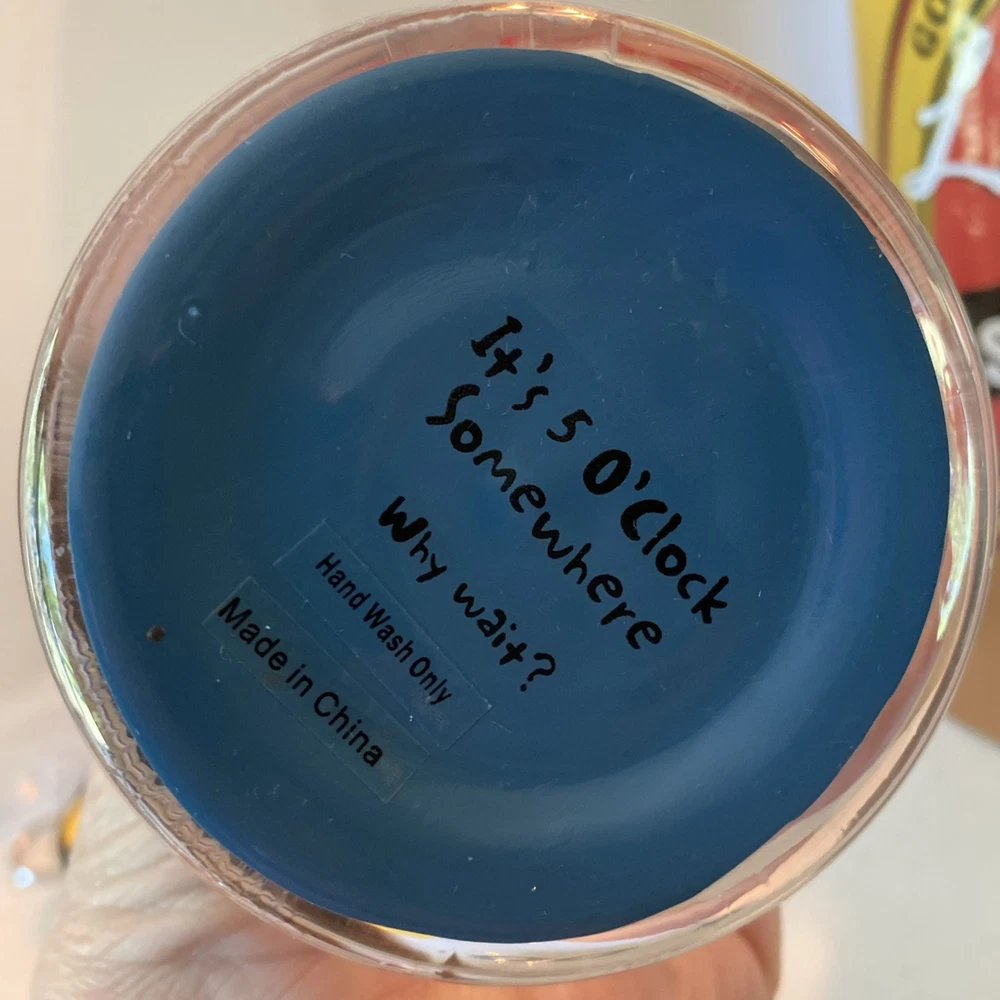 It's 5 O'Clock
Somewhere
Why wait?
Hand Wash Only
Made in China